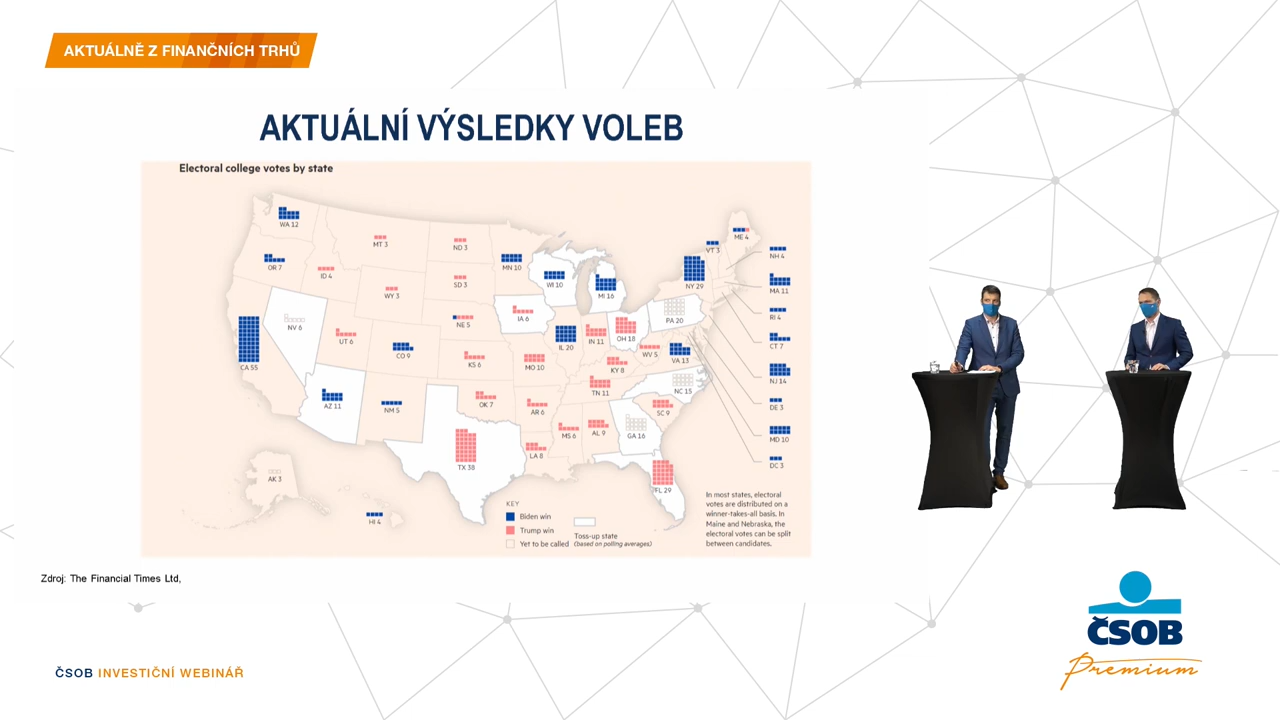 AKTUÁLNĚ Z FINANČNÍCH TRHŮ
AKTUÁLNÍ VÝSLEDKY VOLEB
Electoral college votes by state
WA 12
OR 7
CA 55
NV 6
ID 4
MT 3
WY 3
UT 6
AZ 11
CO 9
NM 5
ND 3
SD 3
NE 5
KS 6
OK 7
TX 38
MN 10
IA 6
MO 10
AR 6
LA 8
WI 10
IL 20
MI 16
IN 11
OH 18
KY 8
TN 11
MS 6
AL 9
GA 16
FL 29
SC 9
NC 15
VA 13
WV 5
PA 20
NY 29
VT 3
ME 4
NH 4
MA 11
RI 4
CT 7
NJ 14
DE 3
MD 10
DC 3
AK 3
HI 4
KEY
Biden win
Trump win
Yet to be called
Toss-up state
(based on polling averages)
In most states, electoral
votes are distributed on a
winner-takes-all basis. In
Maine and Nebraska, the
electoral votes can be split
between candidates.
Zdroj: The Financial Times Ltd,
ČSOB INVESTIČNÍ WEBINÁŘ
ČSOB
Premium